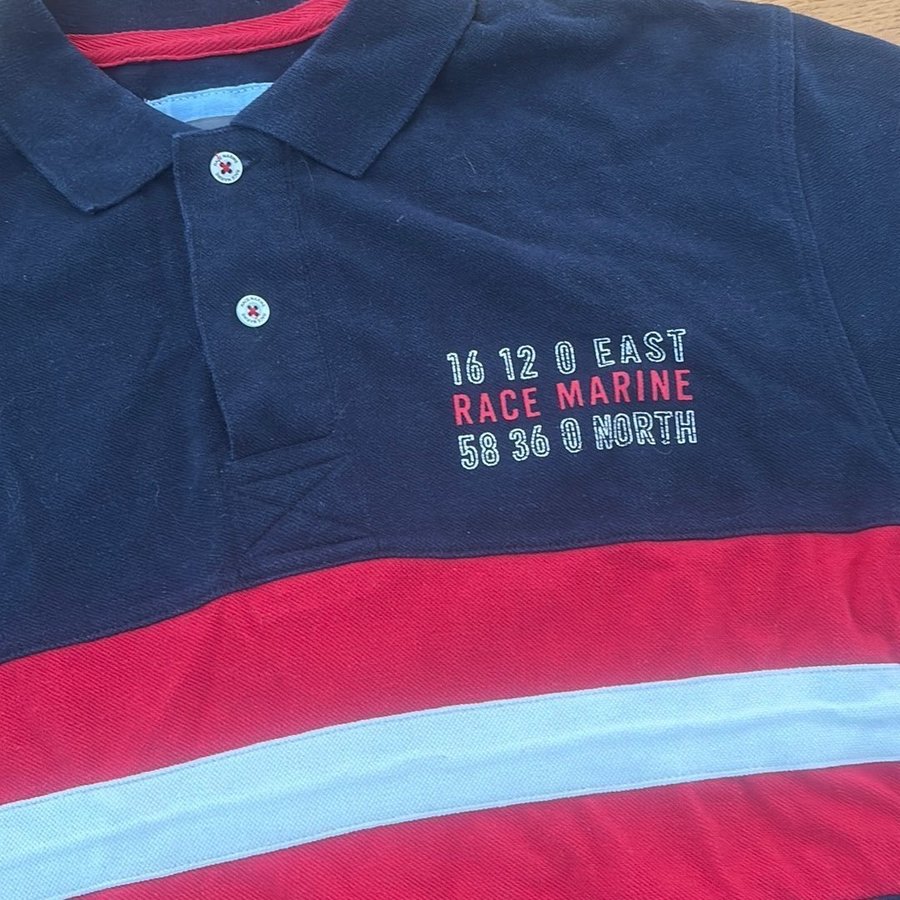 16 12 0 EAST
RACE MARINE
58 36 0 NORTH